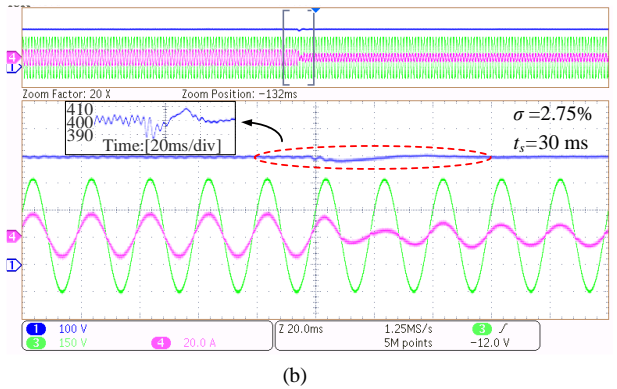 4
1
Zoom Factor: 20 X Zoom Position: −132ms
410
400
390
Time:[20ms/div]
σ=2.75%
tₛ=30 ms
4
1
1 100 V
3 150 V 4 20.0 A
Z 20.0ms 1.25MS/s 3 ∫
5M points −12.0 V
(b)